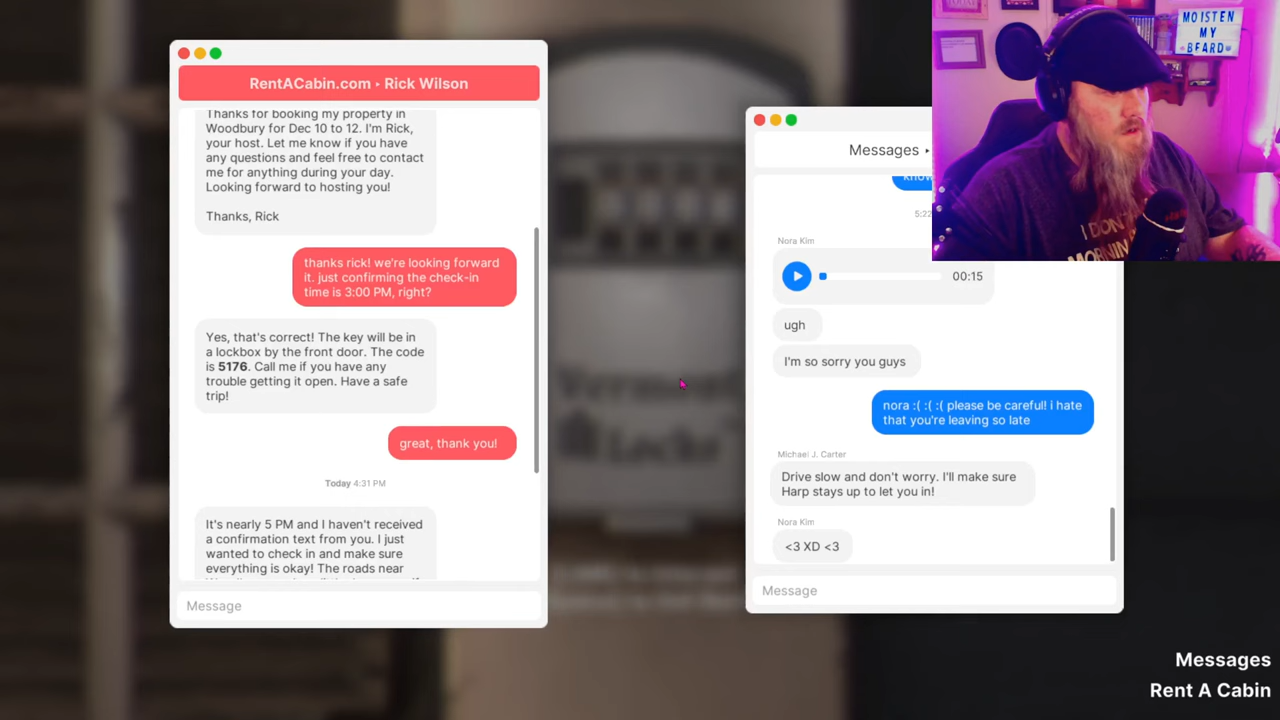 RentACabin.com ▸ Rick Wilson
Thanks for booking my property in
Woodbury for Dec 10 to 12. I'm Rick,
your host. Let me know if you have
any questions and feel free to contact
me for anything during your day.
Looking forward to hosting you!
Thanks, Rick
thanks rick! we're looking forward
it. just confirming the check-in
time is 3:00 PM, right?
Yes, that's correct! The key will be in
a lockbox by the front door. The code
is 5176. Call me if you have any
trouble getting it open. Have a safe
trip!
great, thank you!
Today 4:31 PM
It's nearly 5 PM and I haven't received
a confirmation text from you. I just
wanted to check in and make sure
everything is okay! The roads near
Message
Messages ▸
5:22
Nora Kim
00:15
ugh
I'm so sorry you guys
nora :( :( :( please be careful! i hate
that you're leaving so late
Michael J. Carter
Drive slow and don't worry. I'll make sure
Harp stays up to let you in!
Nora Kim
<3 XD <3
Message
MOISTEN
MY
BEARD
I DON'T
Vermont
Locks
Messages
Rent A Cabin